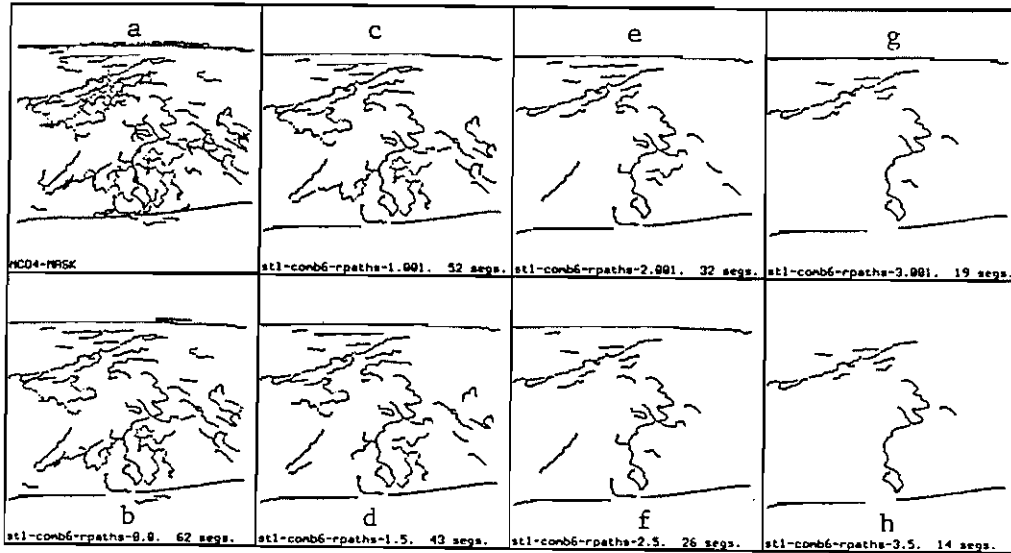 a
c
e
g
MCO4-MASK
stl-comb6-rpaths-1.001. 52 segs.
stl-comb6-rpaths-2.001. 32 segs.
stl-comb6-rpaths-3.001. 19 segs.
b
d
f
h
stl-comb6-rpaths-0.0. 62 segs.
stl-comb6-rpaths-1.5. 43 segs.
stl-comb6-rpaths-2.5. 26 segs.
stl-comb6-rpaths-3.5. 14 segs.